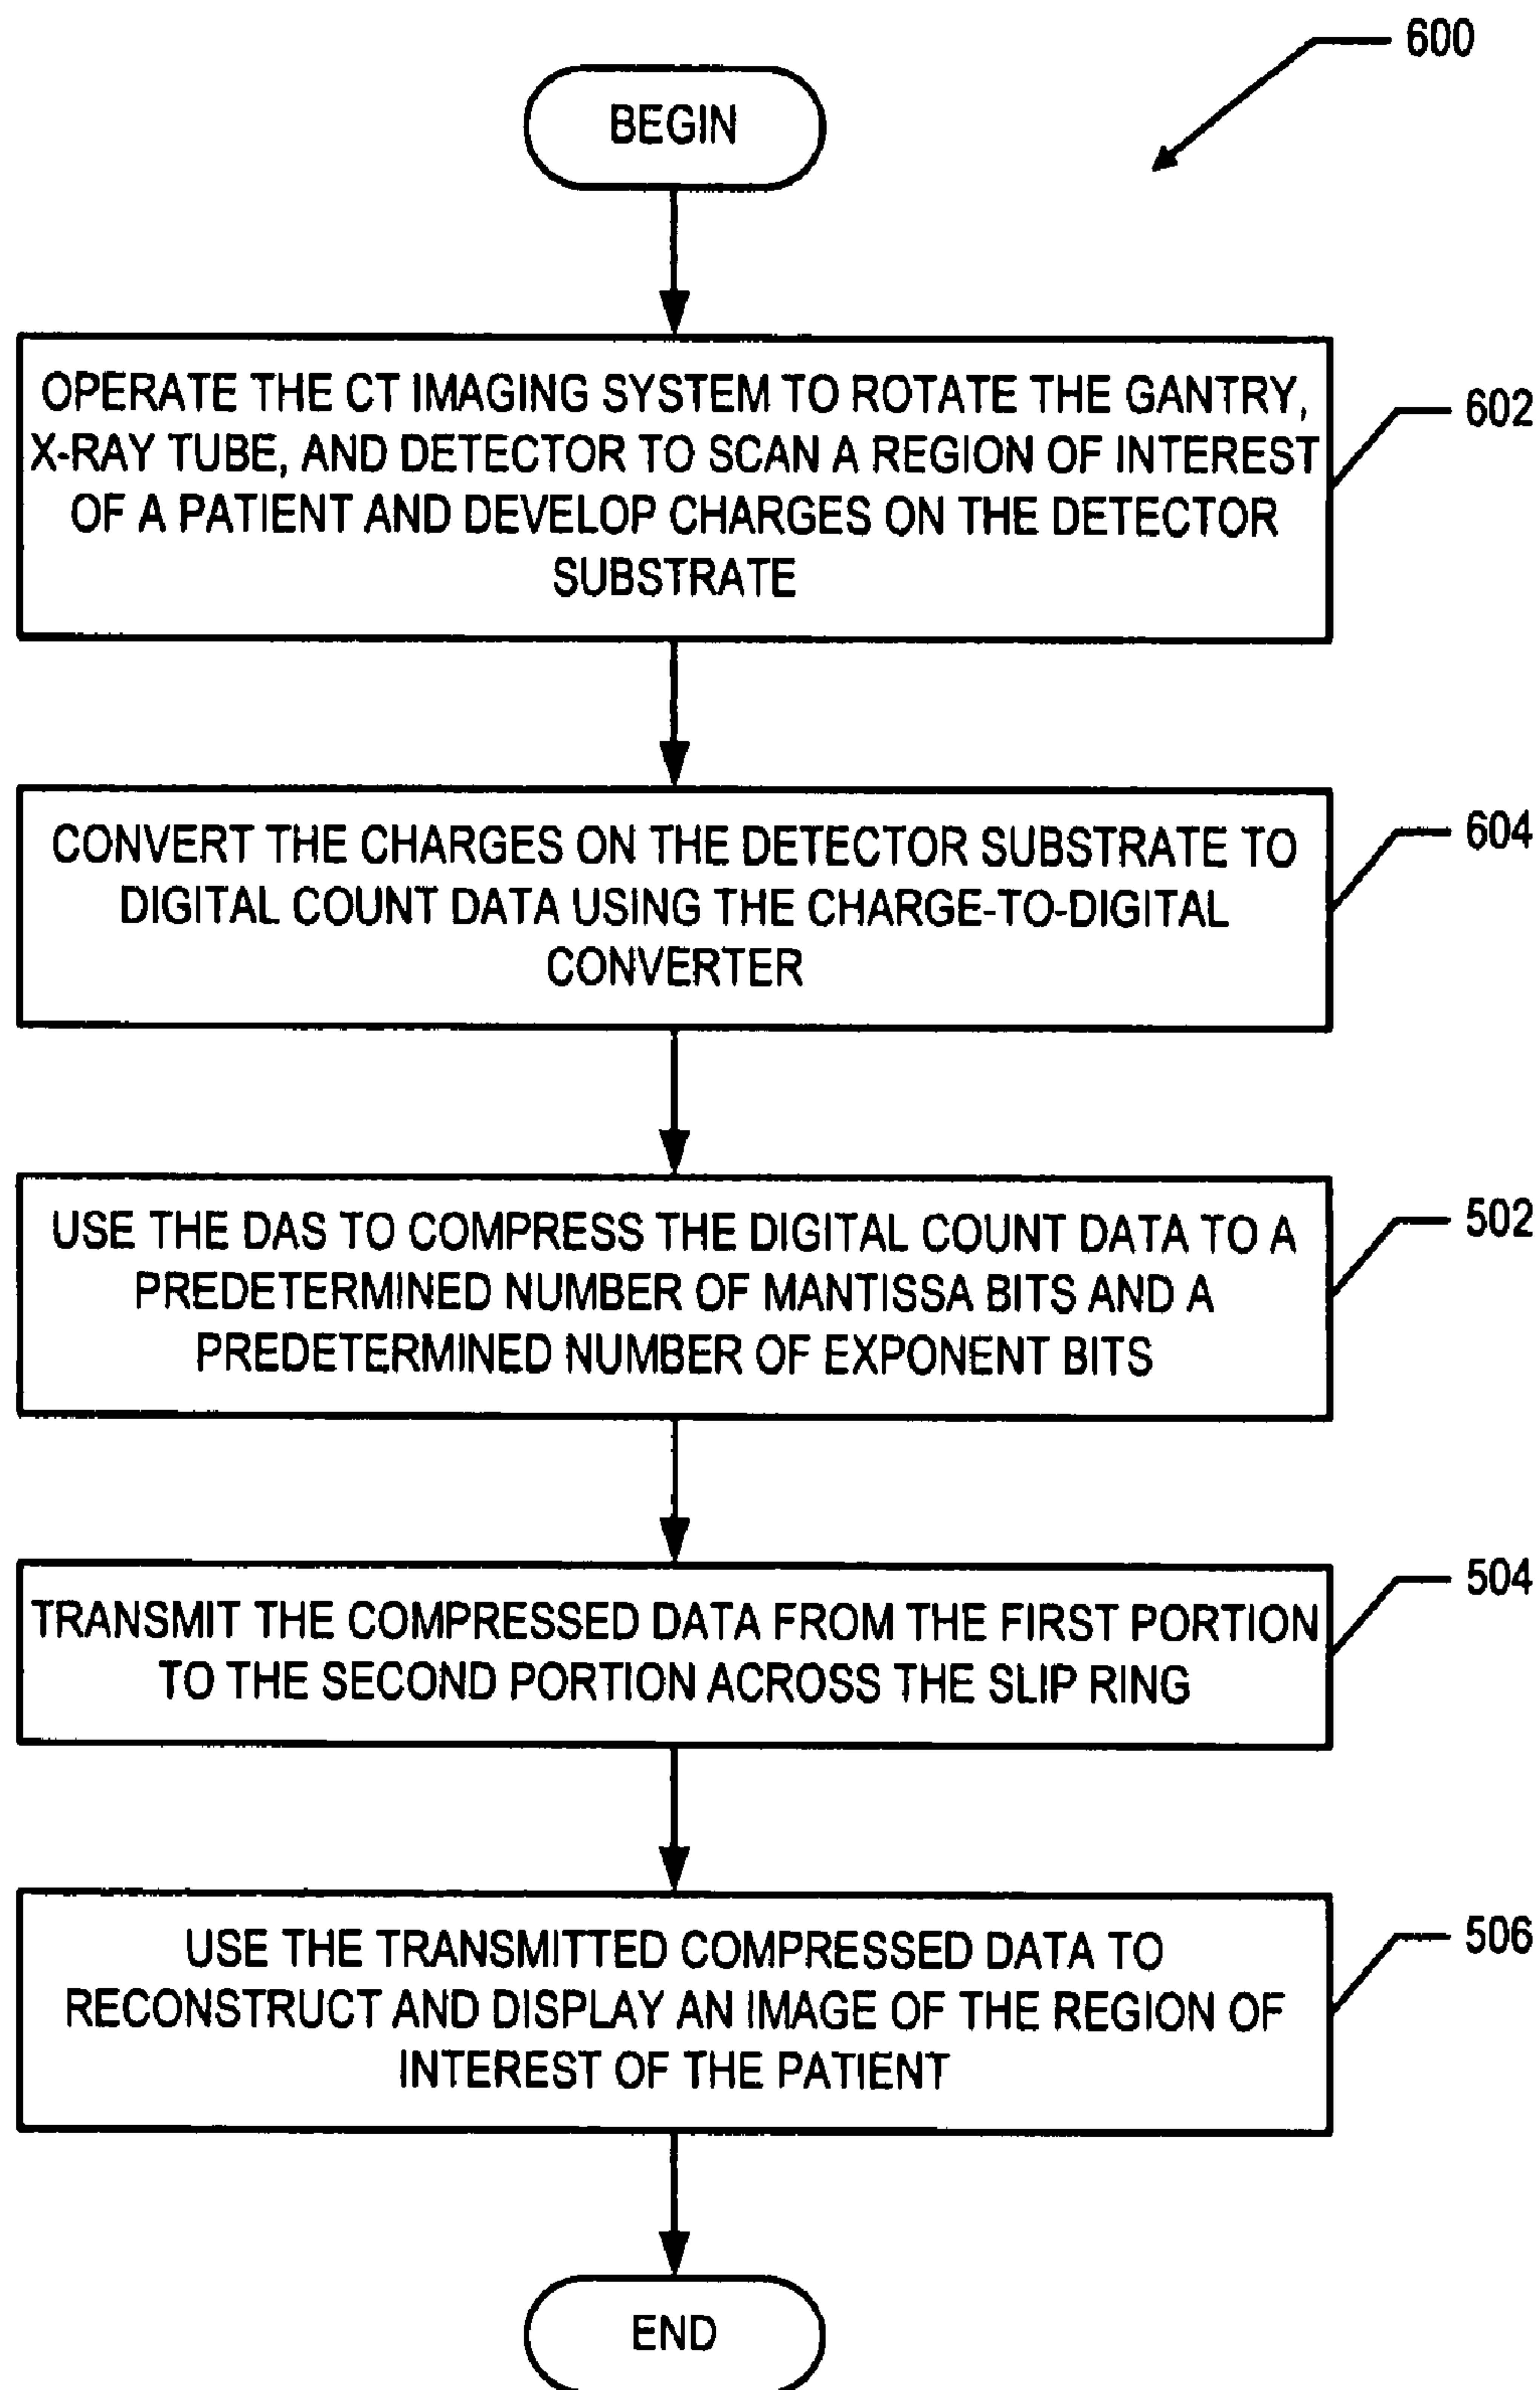 600
BEGIN
OPERATE THE CT IMAGING SYSTEM TO ROTATE THE GANTRY,
X-RAY TUBE, AND DETECTOR TO SCAN A REGION OF INTEREST
OF A PATIENT AND DEVELOP CHARGES ON THE DETECTOR
SUBSTRATE
602
CONVERT THE CHARGES ON THE DETECTOR SUBSTRATE TO
DIGITAL COUNT DATA USING THE CHARGE-TO-DIGITAL
CONVERTER
604
USE THE DAS TO COMPRESS THE DIGITAL COUNT DATA TO A
PREDETERMINED NUMBER OF MANTISSA BITS AND A
PREDETERMINED NUMBER OF EXPONENT BITS
502
TRANSMIT THE COMPRESSED DATA FROM THE FIRST PORTION
TO THE SECOND PORTION ACROSS THE SLIP RING
504
USE THE TRANSMITTED COMPRESSED DATA TO
RECONSTRUCT AND DISPLAY AN IMAGE OF THE REGION OF
INTEREST OF THE PATIENT
506
END